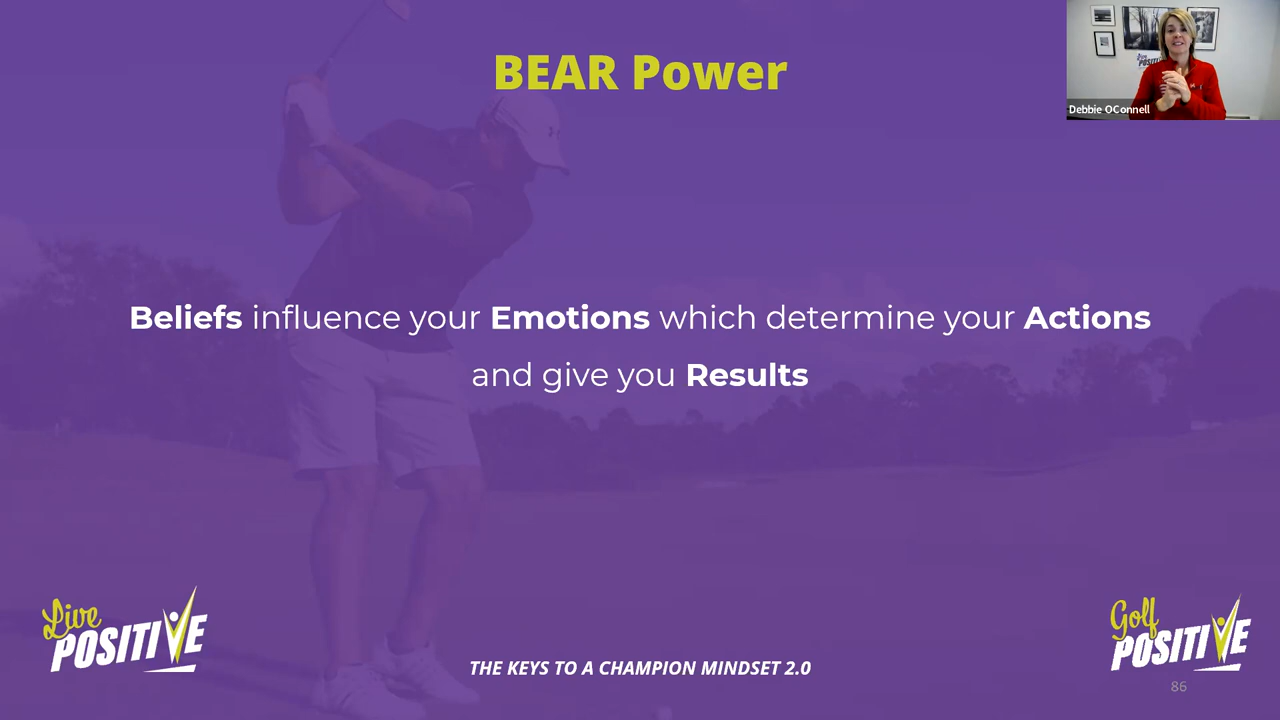 BEAR Power
Debbie OConnell
Beliefs influence your Emotions which determine your Actions
and give you Results
Live
POSITIVE
Golf
POSITIVE
THE KEYS TO A CHAMPION MINDSET 2.0
86